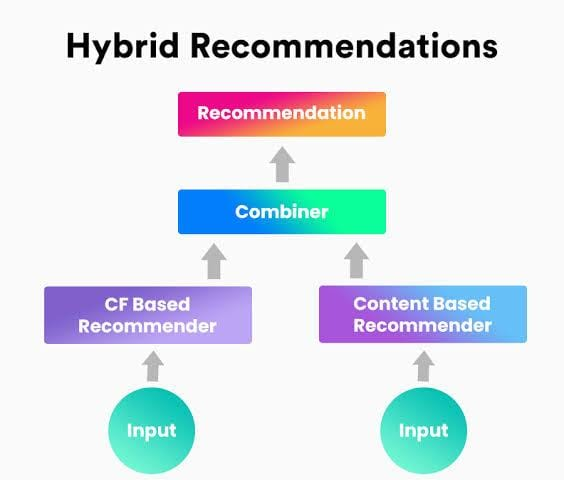 Hybrid Recommendations
Recommendation
Combiner
CF Based
Recommender
Content Based
Recommender
Input
Input